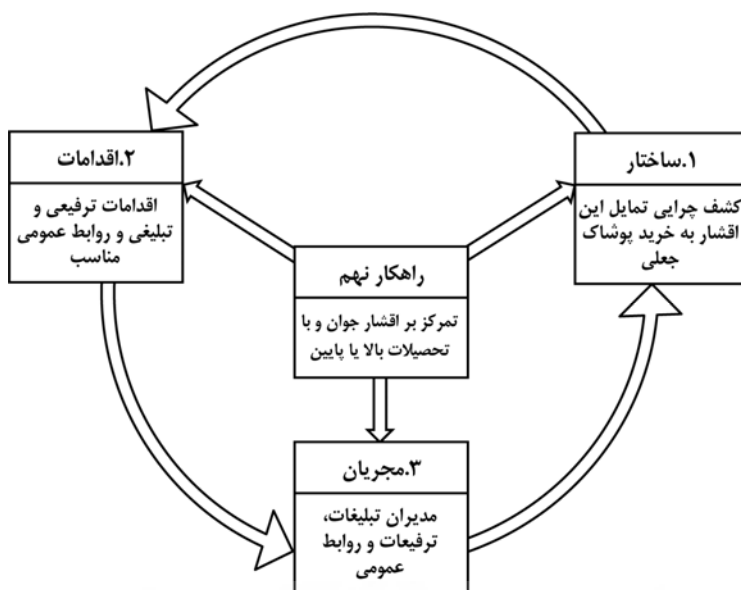 ۱.ساختار
کشف چرایی تمایل این
اقشار به خرید پوشاک
جعلی
۲.اقدامات
اقدامات ترفیعی و
تبلیغی و روابط عمومی
مناسب
راهکار نهم
تمرکز بر اقشار جوان و با
تحصیلات بالا یا پایین
۳.مجریان
مدیران تبلیغات،
ترفیعات و روابط
عمومی